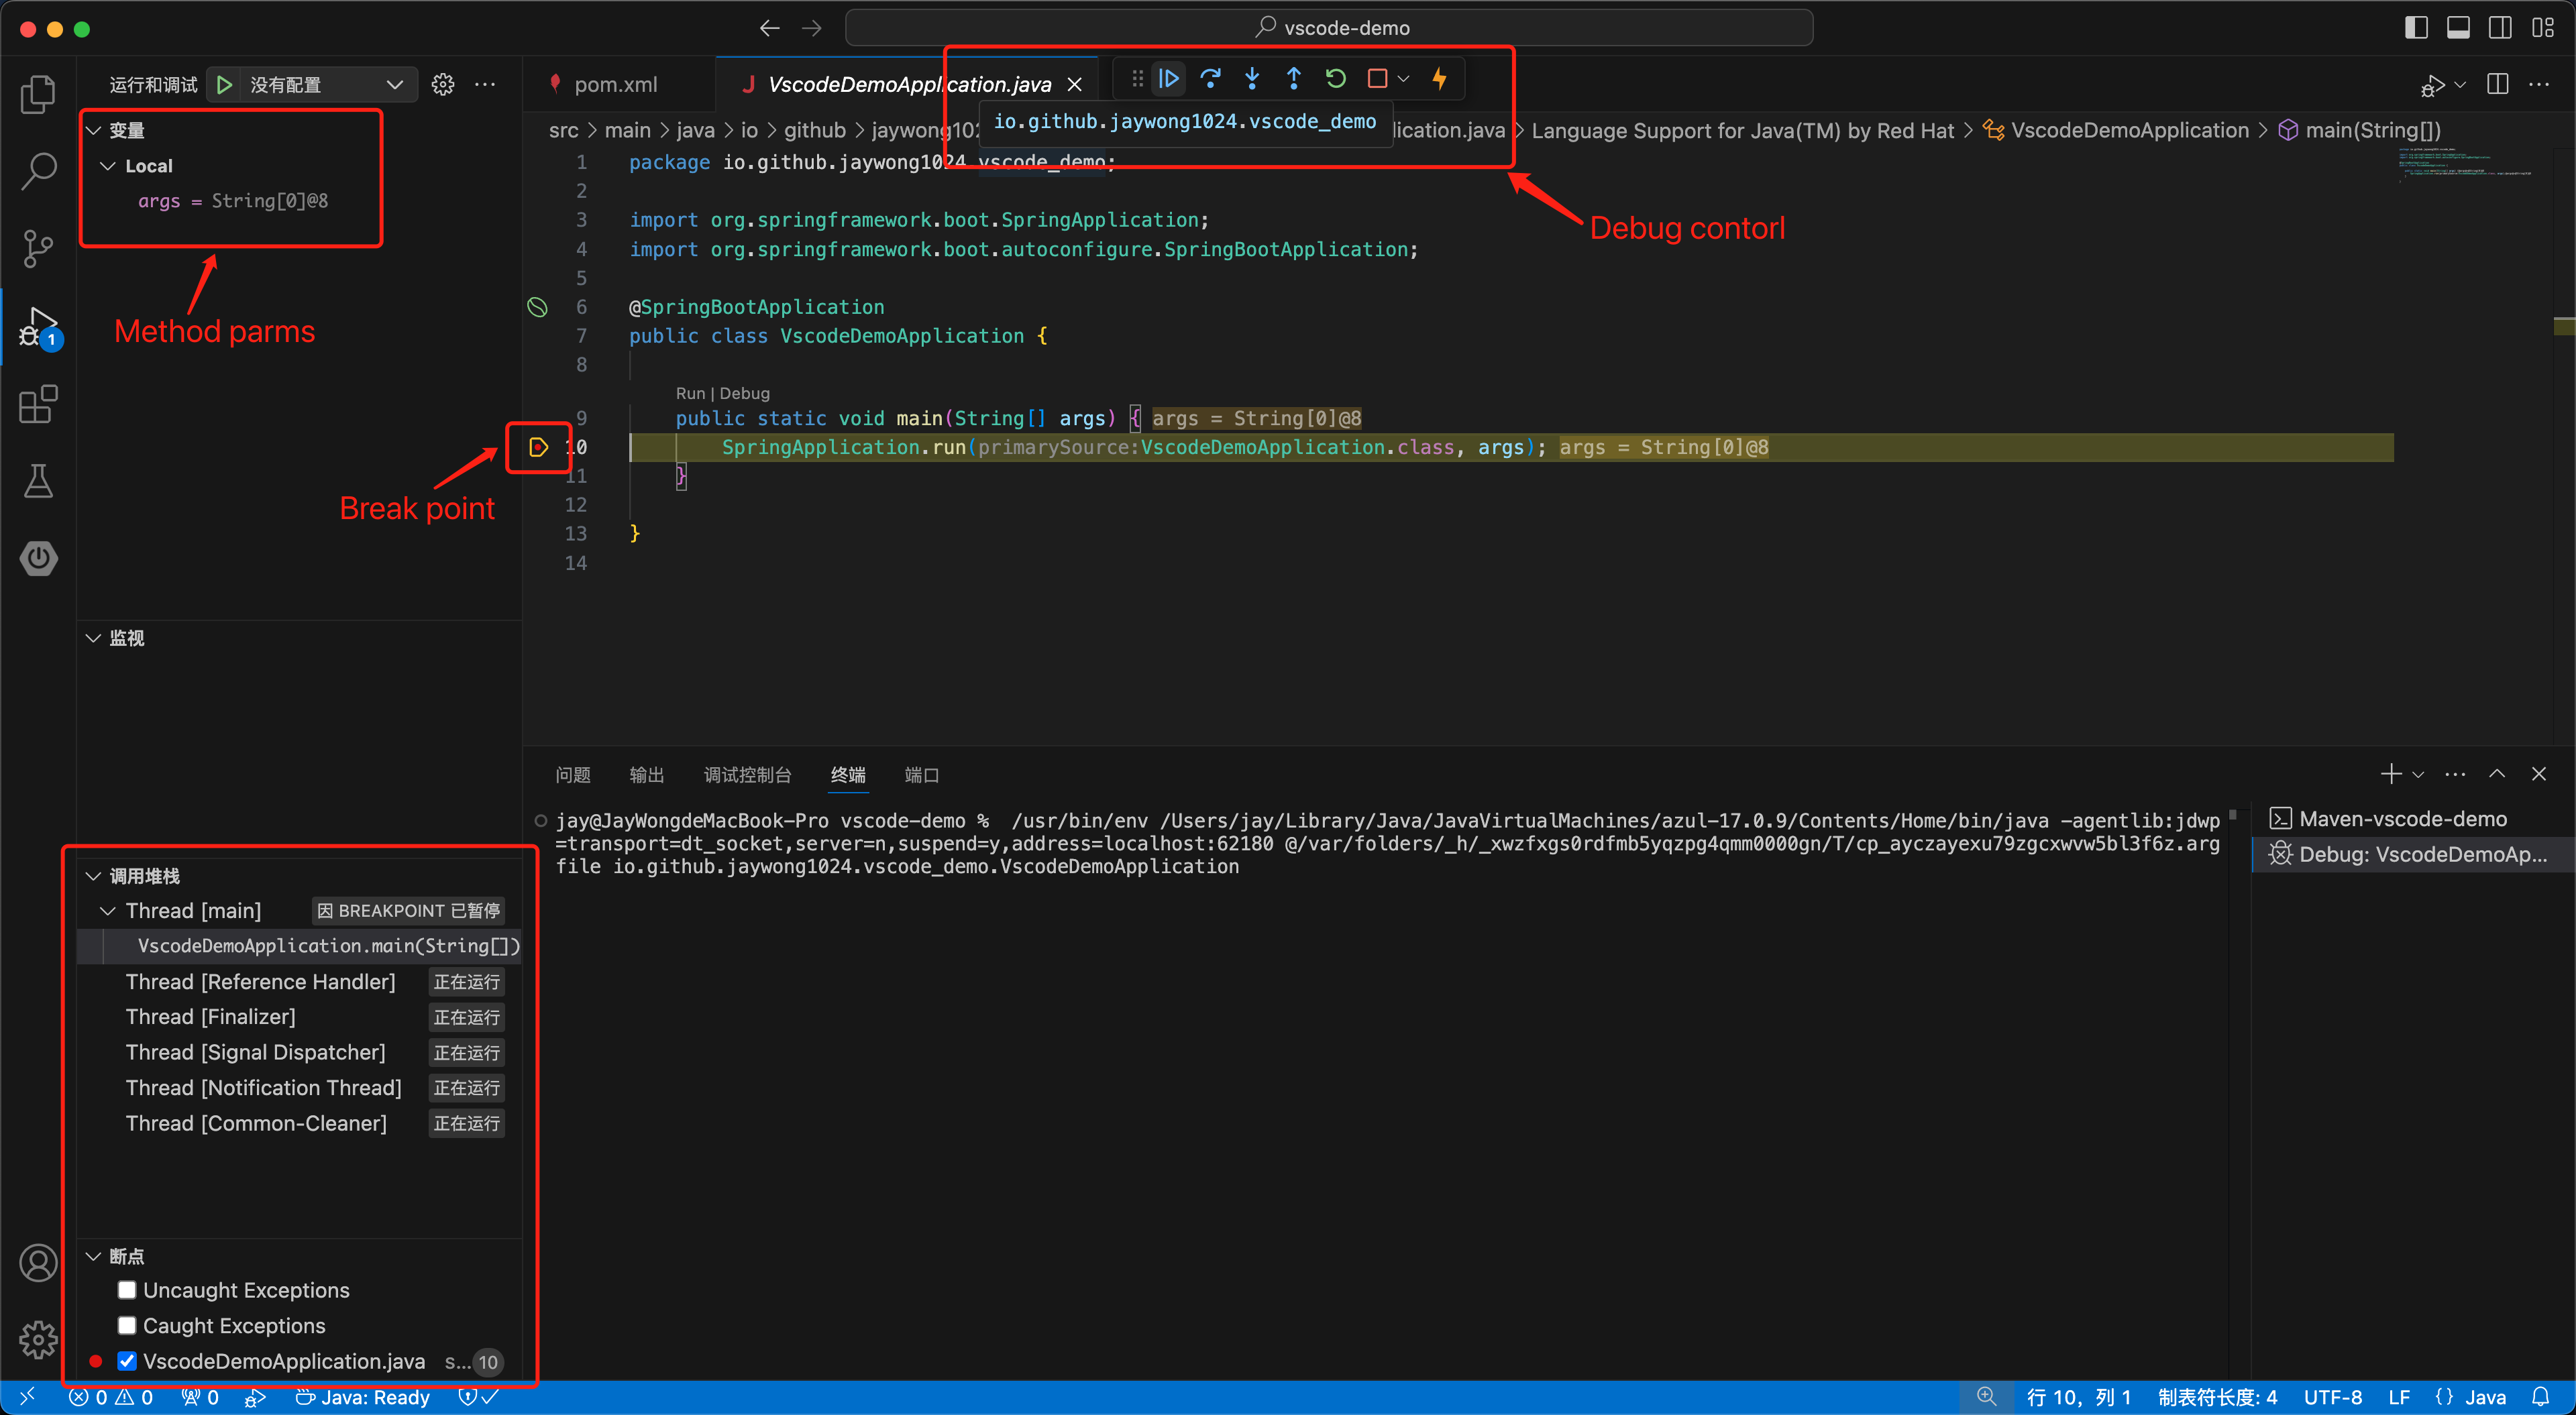 vscode-demo
运行和调试 没有配置
pom.xml
J VscodeDemoApplication.java
变量
Local
args = String[0]@8
Method parms
src > main > java > io > github > jaywong102
io.github.jaywong1024.vscode_demo
lication.java > Language Support for Java(TM) by Red Hat > VscodeDemoApplication > main(String[])
Debug contorl
1 package io.github.jaywong1024.vscode_demo;
2
3 import org.springframework.boot.SpringApplication;
4 import org.springframework.boot.autoconfigure.SpringBootApplication;
5
6 @SpringBootApplication
7 public class VscodeDemoApplication {
8
Run | Debug
9 public static void main(String[] args) { args = String[0]@8
10 SpringApplication.run(primarySource:VscodeDemoApplication.class, args); args = String[0]@8
11 }
12
13 }
14
1
Break point
监视
问题 输出 调试控制台 终端 端口
jay@JayWongdeMacBook-Pro vscode-demo % /usr/bin/env /Users/jay/Library/Java/JavaVirtualMachines/azul-17.0.9/Contents/Home/bin/java -agentlib:jdwp
=transport=dt_socket,server=n,suspend=y,address=localhost:62180 @/var/folders/_h/_xwzfxgs0rdfmb5yqzpg4qmm0000gn/T/cp_ayczayexu79zgcxwvw5bl3f6z.arg
file io.github.jaywong1024.vscode_demo.VscodeDemoApplication
Maven-vscode-demo
Debug: VscodeDemoAp...
调用堆栈
Thread [main] 因 BREAKPOINT 已暂停
VscodeDemoApplication.main(String[])
Thread [Reference Handler] 正在运行
Thread [Finalizer] 正在运行
Thread [Signal Dispatcher] 正在运行
Thread [Notification Thread] 正在运行
Thread [Common-Cleaner] 正在运行
断点
Uncaught Exceptions
Caught Exceptions
VscodeDemoApplication.java s... 10
0 0 0 Java: Ready
行 10, 列 1 制表符长度: 4 UTF-8 LF {} Java